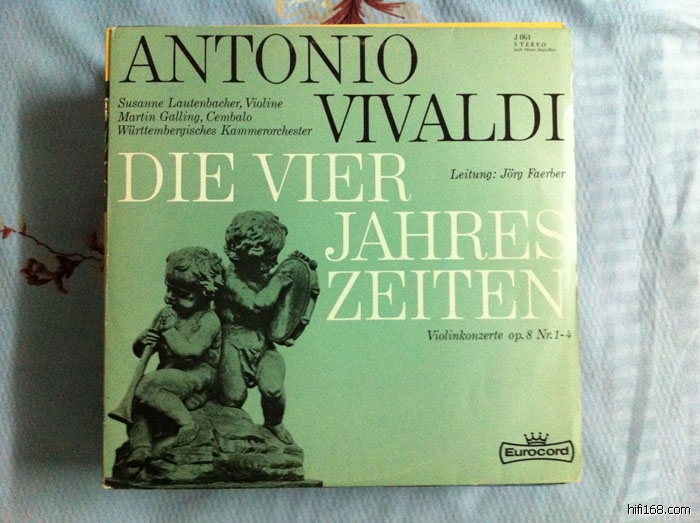 ANTONIO
VIVALDI
J 061
STEREO
Susanne Lautenbacher, Violine
Martin Galling, Cembalo
Württembergisches Kammerorchester
Leitung: Jörg Faerber
DIE VIER
JAHRES
ZEITEN
Violinkonzerte op. 8 Nr. 1-4
Eurocord
hifi168.com